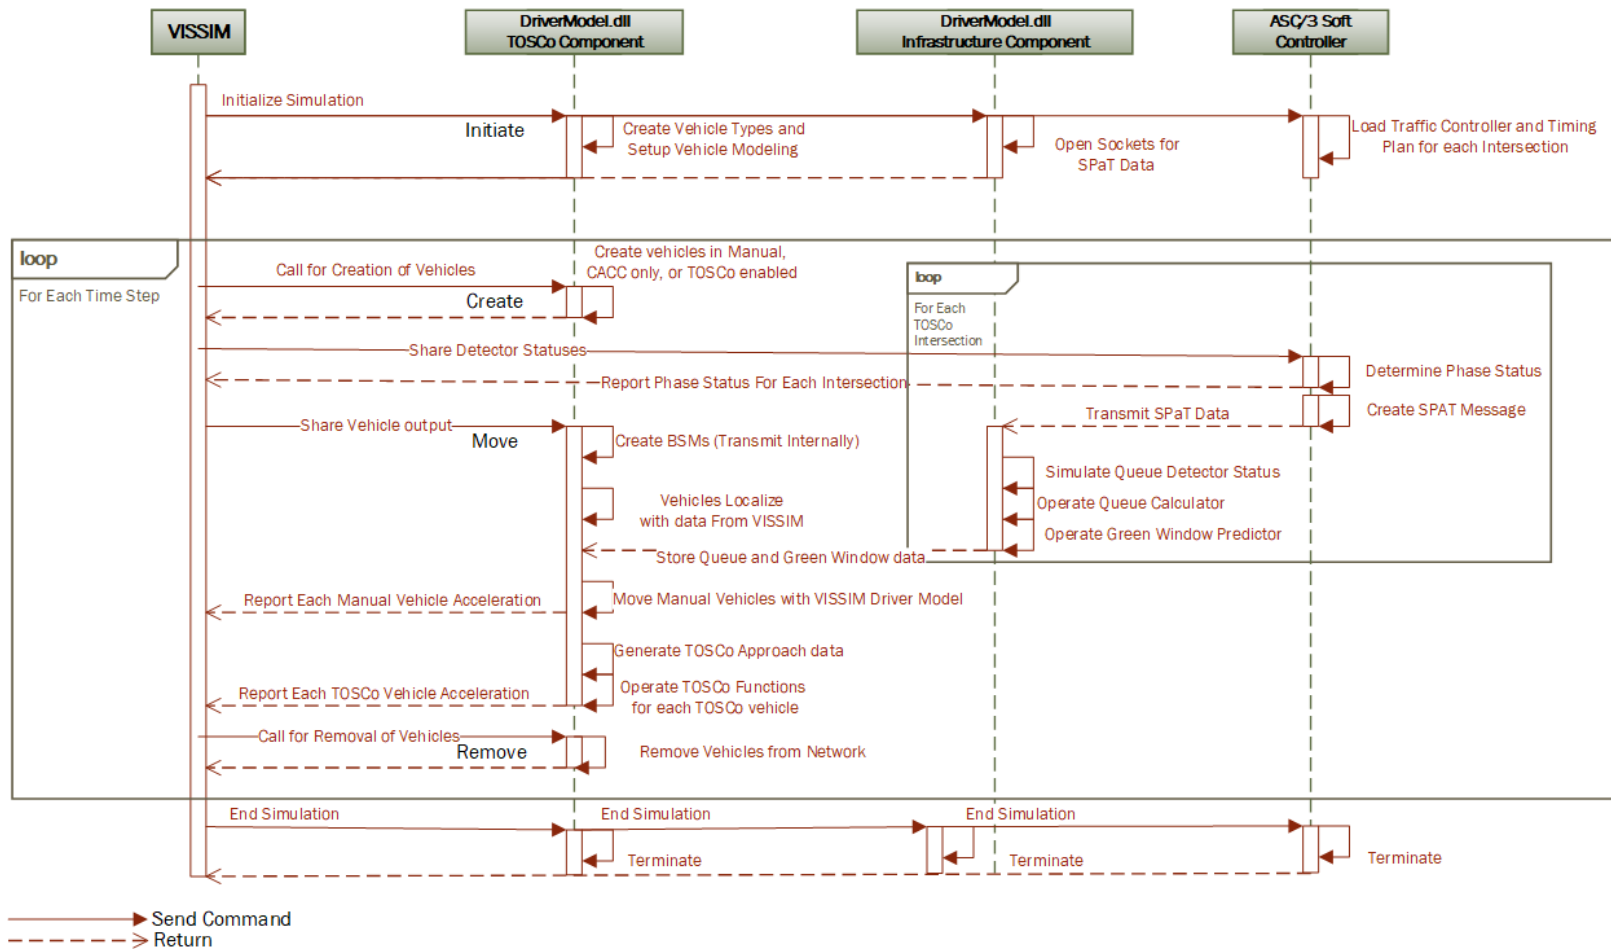 VISSIM
DriverModel.dll
TOSCo Component
DriverModel.dll
Infrastructure Component
ASC/3 Soft
Controller
Initialize Simulation
Initiate
Create Vehicle Types and
Setup Vehicle Modeling
Open Sockets for
SPaT Data
Load Traffic Controller and Timing
Plan for each Intersection
loop
For Each Time Step
Call for Creation of Vehicles
Create vehicles in Manual,
CACC only, or TOSCo enabled
Create
loop
For Each
TOSCo
Intersection
Share Detector Statuses
Determine Phase Status
Report Phase Status For Each Intersection
Create SPAT Message
Transmit SPaT Data
Share Vehicle output
Move
Create BSMs (Transmit Internally)
Simulate Queue Detector Status
Vehicles Localize
with data From VISSIM
Operate Queue Calculator
Operate Green Window Predictor
Store Queue and Green Window data
Report Each Manual Vehicle Acceleration
Move Manual Vehicles with VISSIM Driver Model
Generate TOSCo Approach data
Report Each TOSCo Vehicle Acceleration
Operate TOSCo Functions
for each TOSCo vehicle
Call for Removal of Vehicles
Remove
Remove Vehicles from Network
End Simulation
End Simulation
End Simulation
Terminate
Terminate
Terminate
Send Command
Return